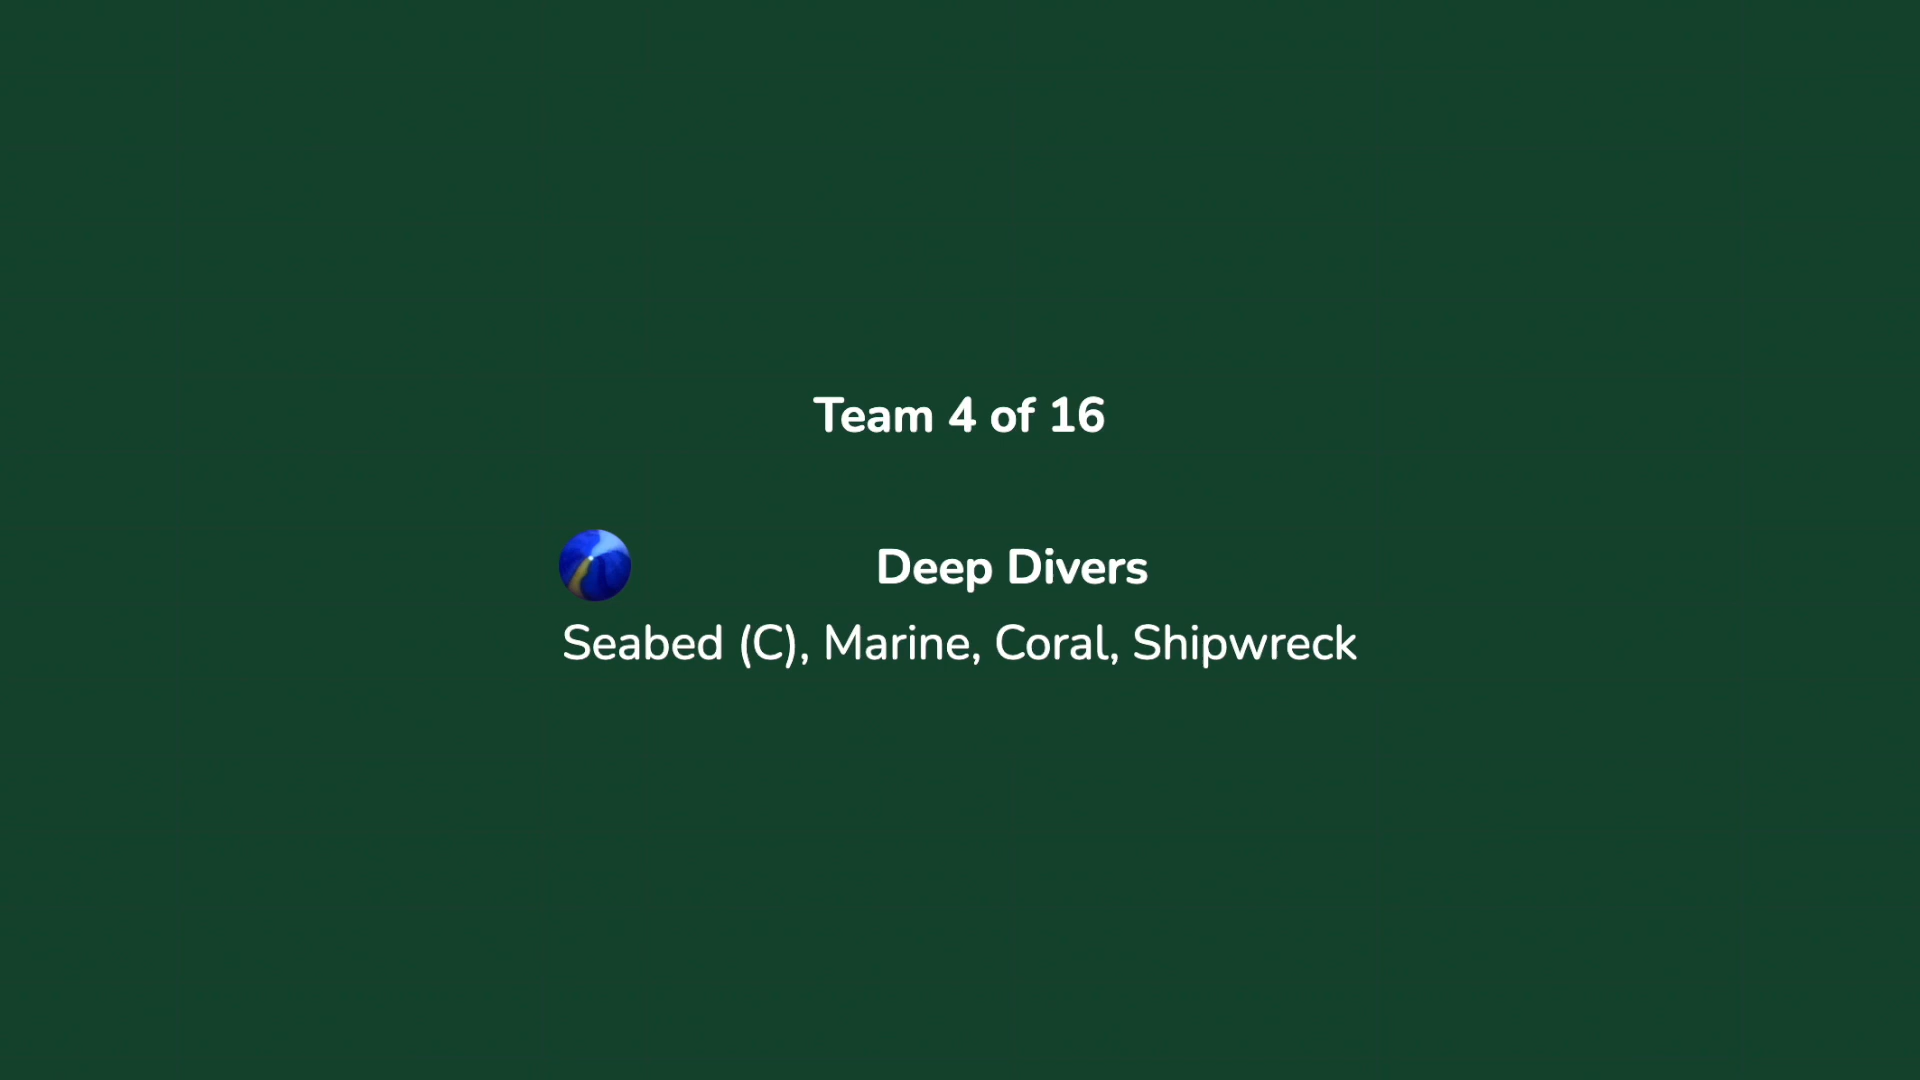 Team 4 of 16
Deep Divers
Seabed (C), Marine, Coral, Shipwreck